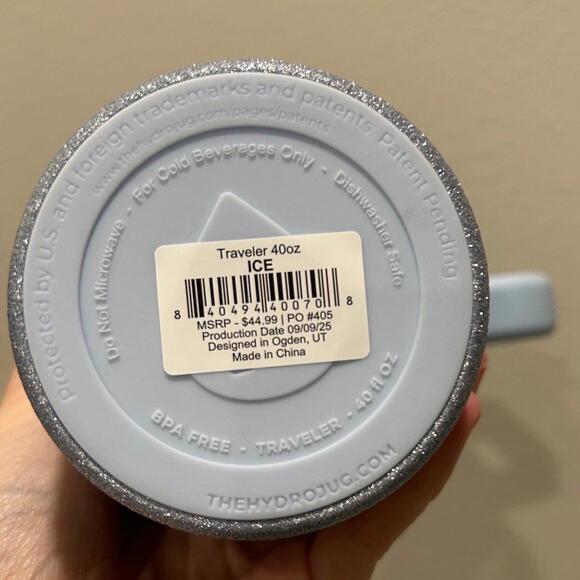 Protected by U.S. and foreign trademarks and patents. Patent Pending.
www.thehydrojug.com/pages/patents
Do Not Microwave - For Cold Beverages Only - Dishwasher Safe
Traveler 40oz
ICE
8 40494 40070 8
MSRP - $44.99 | PO #405
Production Date 09/09/25
Designed in Ogden, UT
Made in China
BPA FREE - TRAVELER - 40 fl oz
THEHYDROJUG.COM